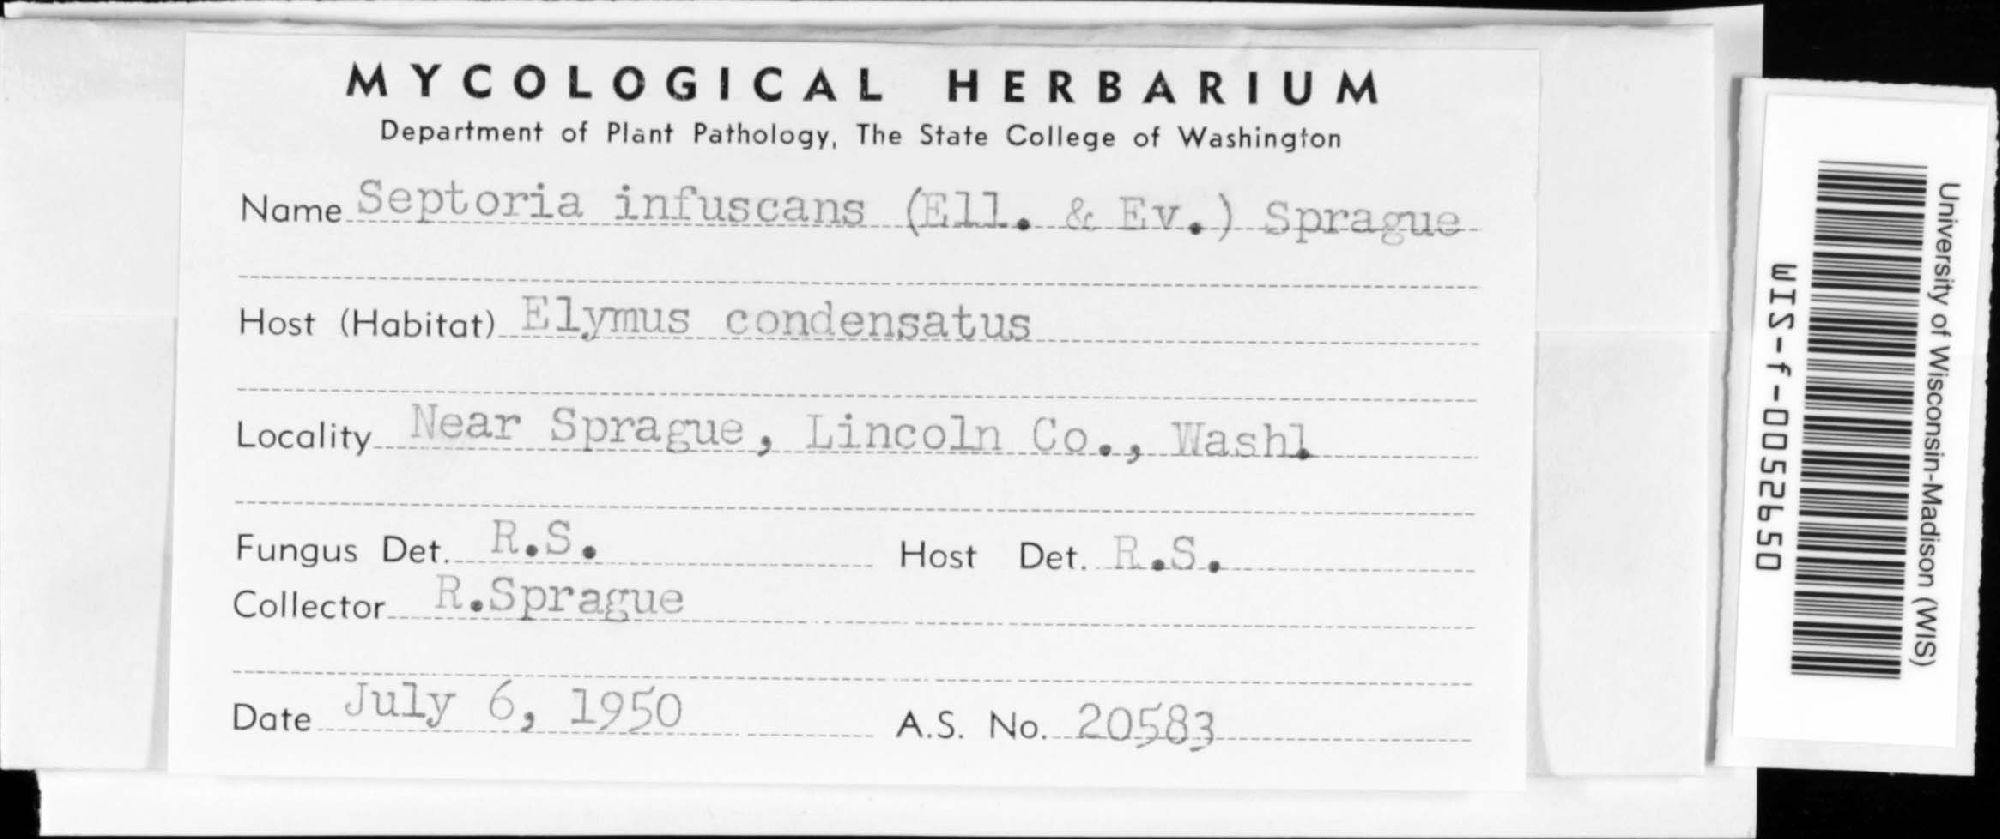 MYCOLOGICAL HERBARIUM
Department of Plant Pathology, The State College of Washington
Name Septoria infuscans (Ell. & Ev.) Sprague
Host (Habitat) Elymus condensatus
Locality Near Sprague, Lincoln Co., Washl
Fungus Det. R.S. Host Det. R.S.
Collector R.Sprague
Date July 6, 1950 A.S. No. 20583
University of Wisconsin-Madison (WIS)
WIS-f-0052650